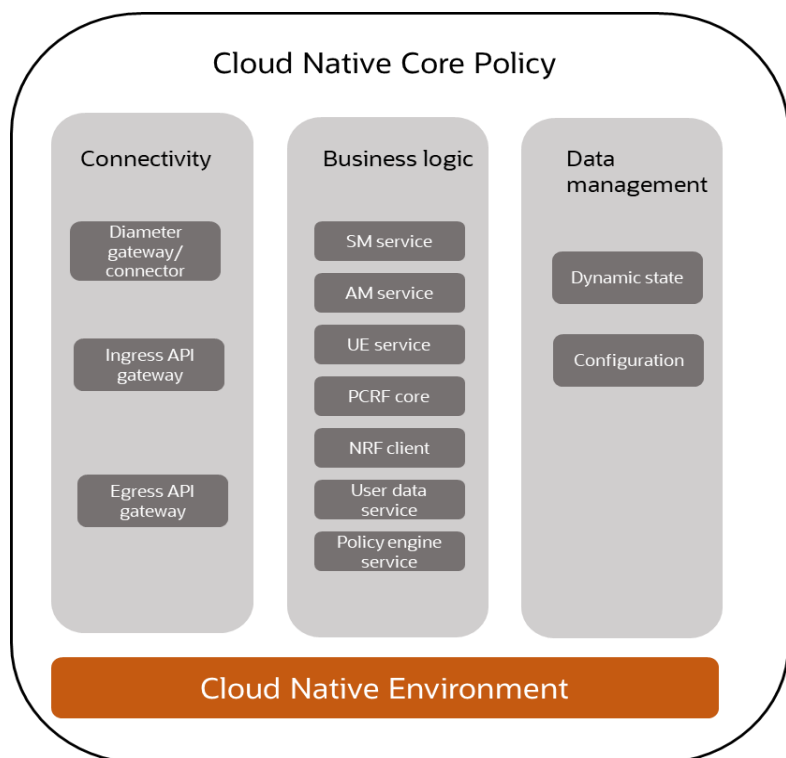 Cloud Native Core Policy
Connectivity
Diameter
gateway/
connector
Ingress API
gateway
Egress API
gateway
Business logic
SM service
AM service
UE service
PCRF core
NRF client
User data
service
Policy engine
service
Data
management
Dynamic state
Configuration
Cloud Native Environment